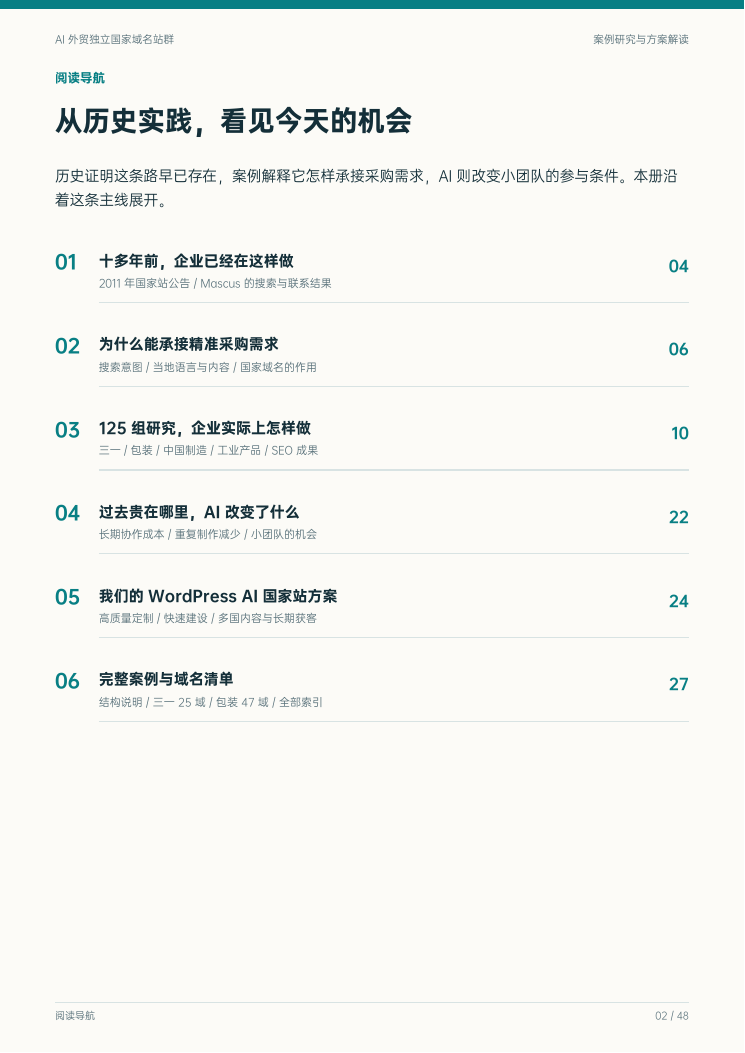 AI 外贸独立国家域名站群
案例研究与方案解读
阅读导航
从历史实践，看见今天的机会
历史证明这条路早已存在，案例解释它怎样承接采购需求，AI 则改变小团队的参与条件。本册沿
着这条主线展开。
01 十多年前，企业已经在这样做 04
2011 年国家站公告 / Mascus 的搜索与联系结果
02 为什么能承接精准采购需求 06
搜索意图 / 当地语言与内容 / 国家域名的作用
03 125 组研究，企业实际上怎样做 10
三一 / 包装 / 中国制造 / 工业产品 / SEO 成果
04 过去贵在哪里，AI 改变了什么 22
长期协作成本 / 重复制作减少 / 小团队的机会
05 我们的 WordPress AI 国家站方案 24
高质量定制 / 快速建设 / 多国内容与长期获客
06 完整案例与域名清单 27
结构说明 / 三一 25 域 / 包装 47 域 / 全部索引
阅读导航
02 / 48